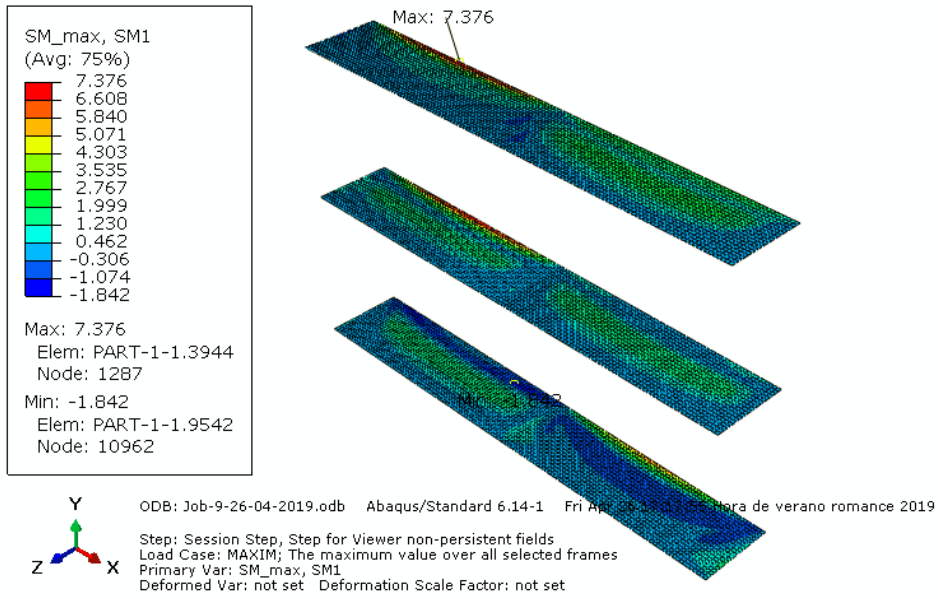 SM_max, SM1
(Avg: 75%)
7.376
6.608
5.840
5.071
4.303
3.535
2.767
1.999
1.230
0.462
-0.306
-1.074
-1.842
Max: 7.376
Elem: PART-1-1.3944
Node: 1287
Min: -1.842
Elem: PART-1-1.9542
Node: 10962
Max: 7.376
Min: -1.842
Y
Z X
ODB: Job-9-26-04-2019.odb Abaqus/Standard 6.14-1 Fri Apr Hora de verano romance 2019
Step: Session Step, Step for Viewer non-persistent fields
Load Case: MAXIM; The maximum value over all selected frames
Primary Var: SM_max, SM1
Deformed Var: not set Deformation Scale Factor: not set